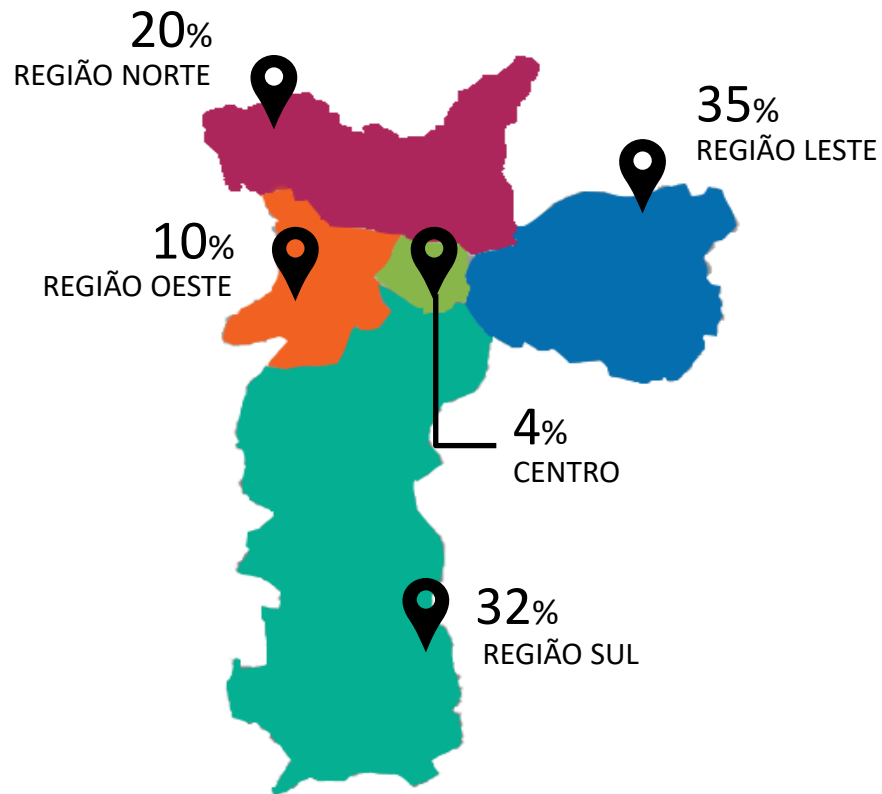 20%
REGIÃO NORTE
35%
REGIÃO LESTE
10%
REGIÃO OESTE
4%
CENTRO
32%
REGIÃO SUL